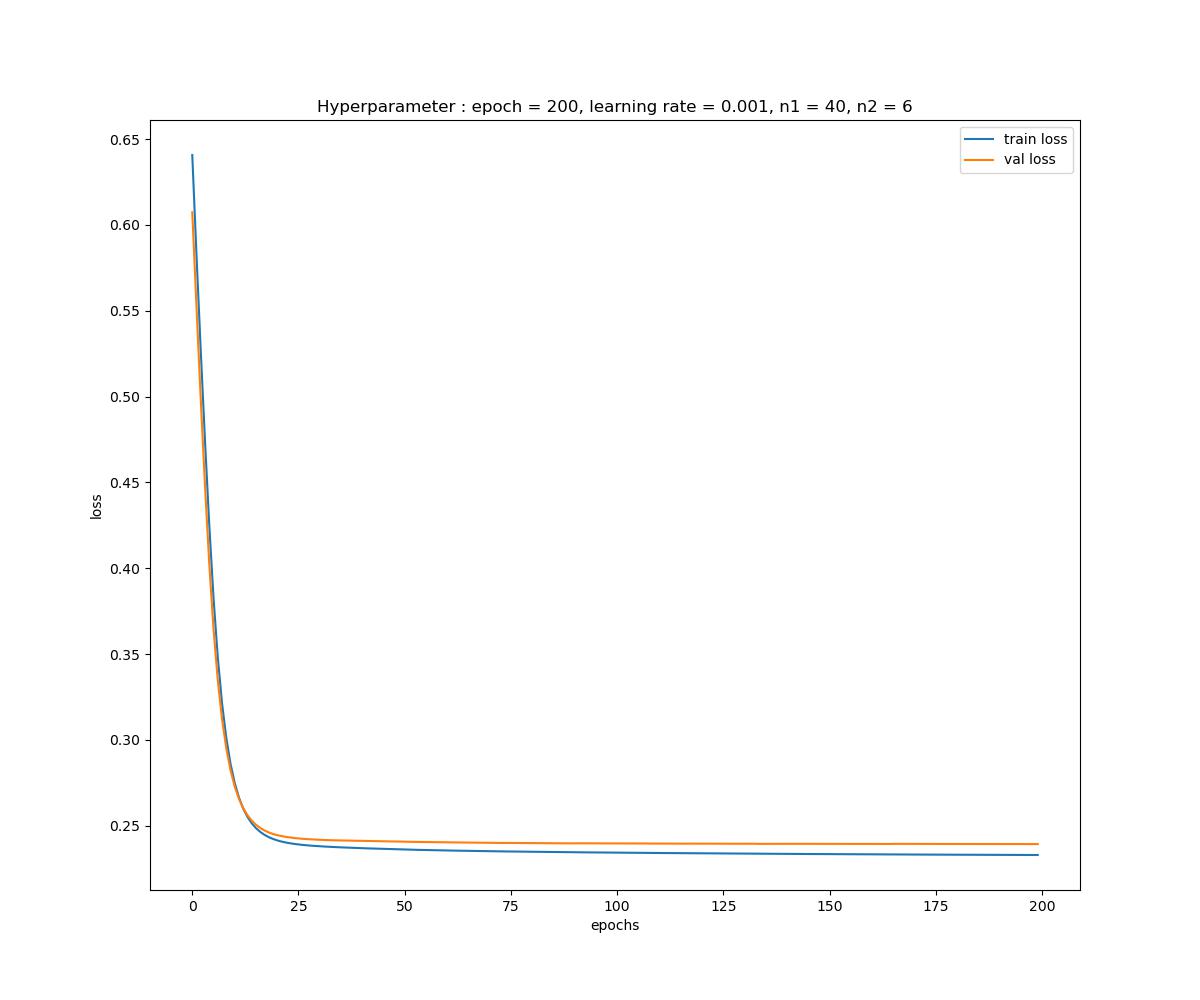 Hyperparameter : epoch = 200, learning rate = 0.001, n1 = 40, n2 = 6
train loss
val loss
0.65
0.60
0.55
0.50
0.45
0.40
0.35
0.30
0.25
loss
0 25 50 75 100 125 150 175 200
epochs